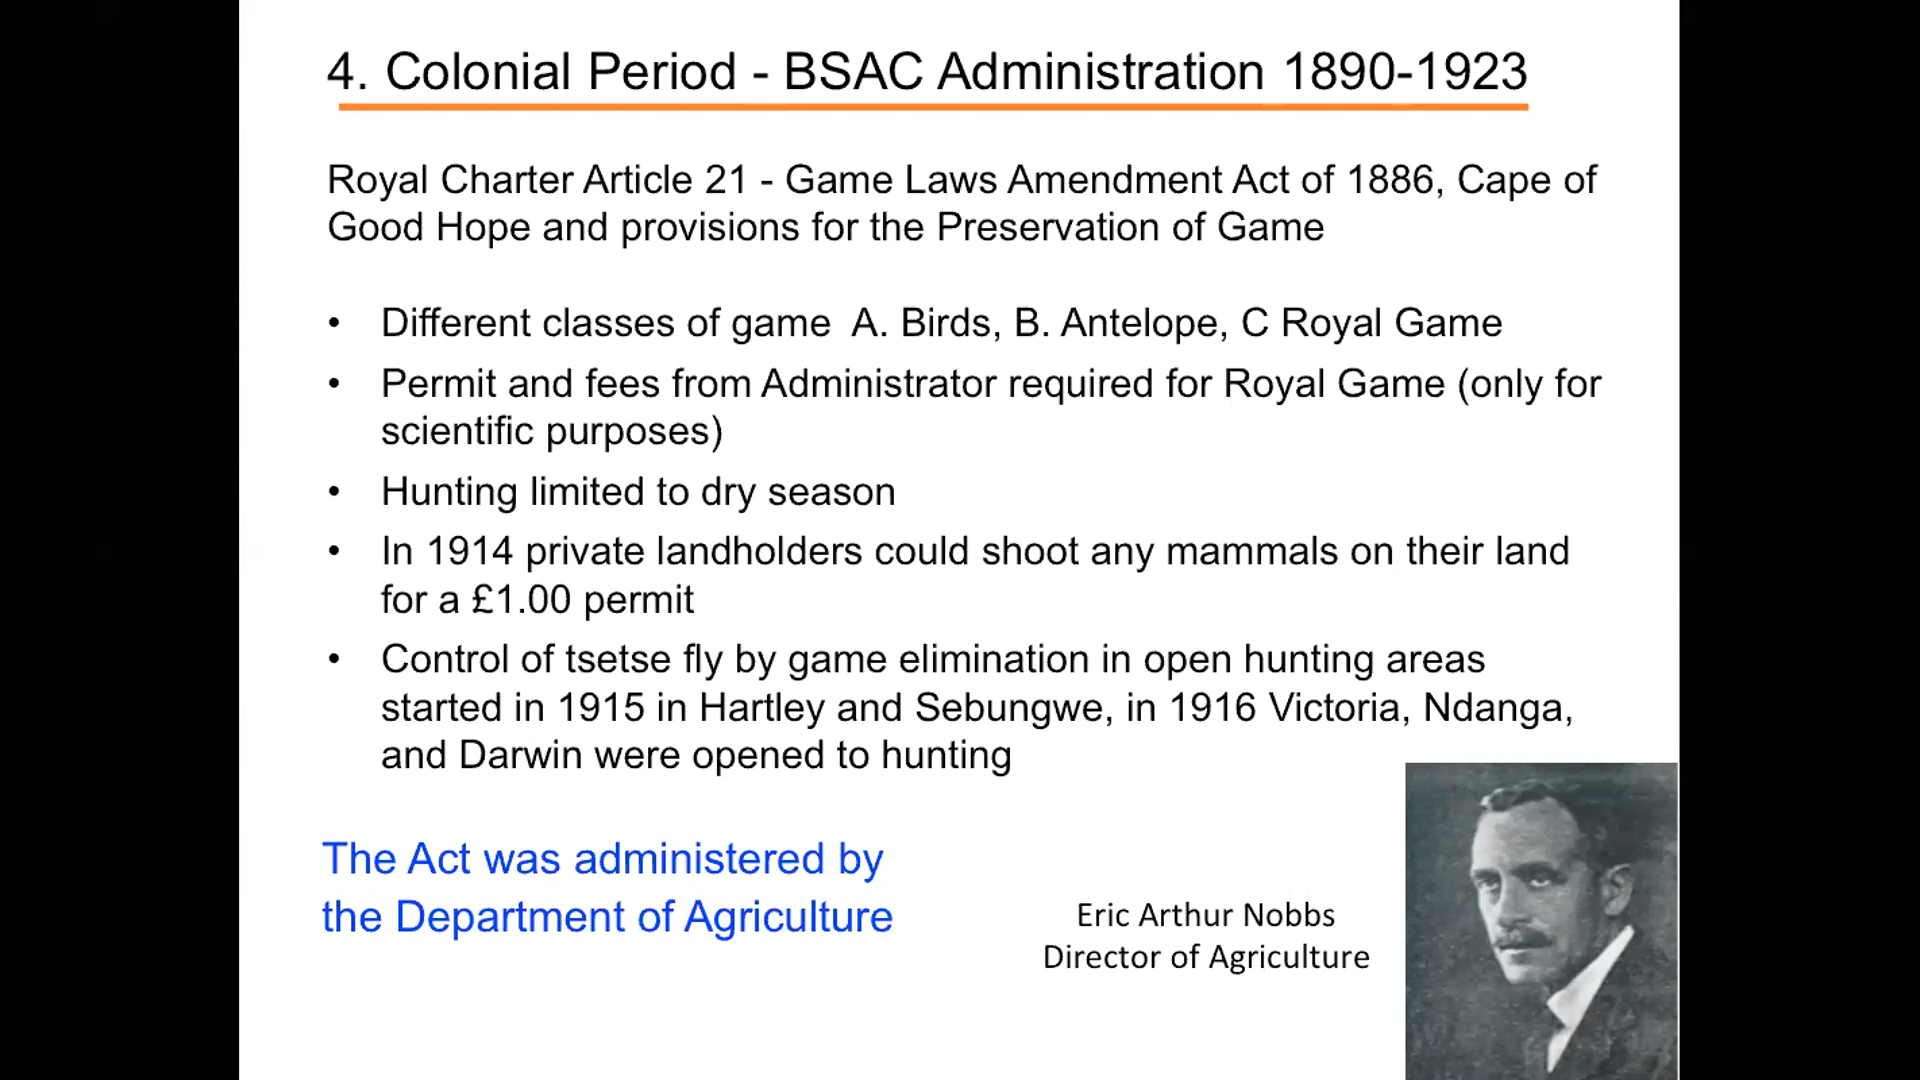 4. Colonial Period - BSAC Administration 1890-1923
Royal Charter Article 21 - Game Laws Amendment Act of 1886, Cape of
Good Hope and provisions for the Preservation of Game
• Different classes of game  A. Birds, B. Antelope, C Royal Game
• Permit and fees from Administrator required for Royal Game (only for
scientific purposes)
• Hunting limited to dry season
• In 1914 private landholders could shoot any mammals on their land
for a £1.00 permit
• Control of tsetse fly by game elimination in open hunting areas
started in 1915 in Hartley and Sebungwe, in 1916 Victoria, Ndanga,
and Darwin were opened to hunting
The Act was administered by
the Department of Agriculture
Eric Arthur Nobbs
Director of Agriculture